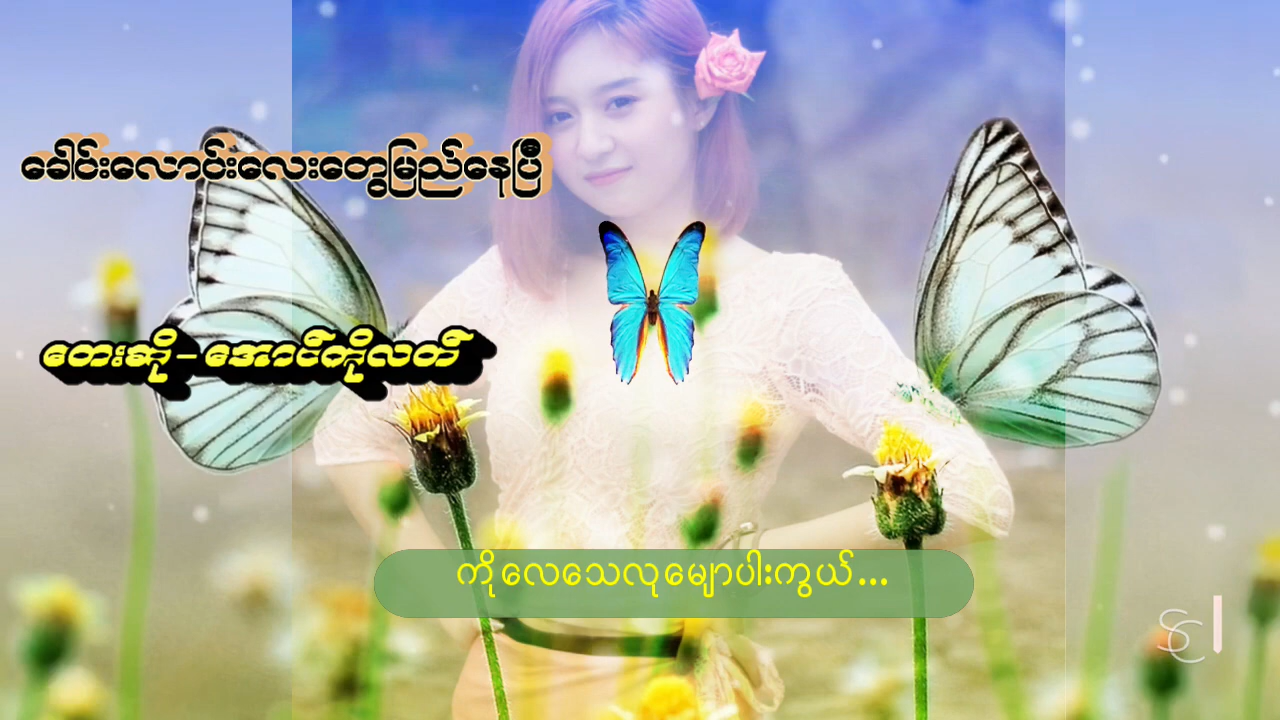 ခေါင်းလောင်းလေးတွေမြည်နေပြီ
တေးဆို-အောင်ကိုလတ်
ကိုလေသေလုမျောပါးကွယ်...